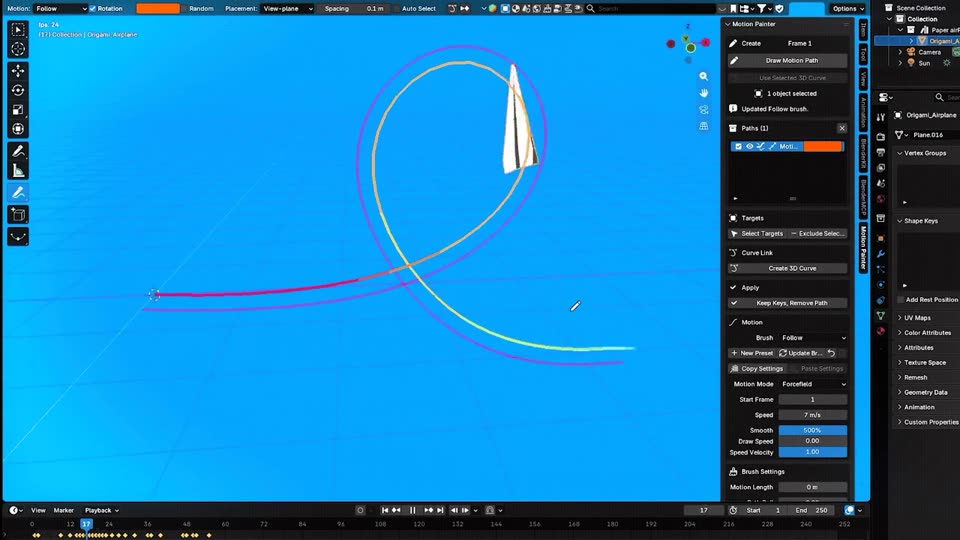 Motion: Follow Rotation Random Placement: View-plane Spacing 0.1 m Auto Select Search Options
fps: 24
(17) Collection | Origami_Airplane
Z
Motion Painter
Create Frame 1
Draw Motion Path
Use Selected 3D Curve
1 object selected
Updated Follow brush.
Paths (1)
Moti...
Targets
Select Targets Exclude Selec...
Curve Link
Create 3D Curve
Apply
Keep Keys, Remove Path
Motion
Brush Follow
New Preset Update Br...
Copy Settings Paste Settings
Motion Mode Forcefield
Start Frame 1
Speed 7 m/s
Smooth 500%
Draw Speed 0.00
Speed Velocity 1.00
Brush Settings
Motion Length 0 m
Item
Tool
View
Animation
BlenderKit
BlenderMCP
Motion Painter
Scene Collection
Collection
Paper airP
Origami_A
Camera
Sun
Sea
Origami_Airplane
Plane.016
Vertex Groups
Shape Keys
Add Rest Position
UV Maps
Color Attributes
Attributes
Texture Space
Remesh
Geometry Data
Animation
Custom Properties
View Marker Playback 17 Start 1 End 250
0 12 17 24 36 48 60 72 84 96 108 120 132 144 156 168 180 192 204 216 228 240 252